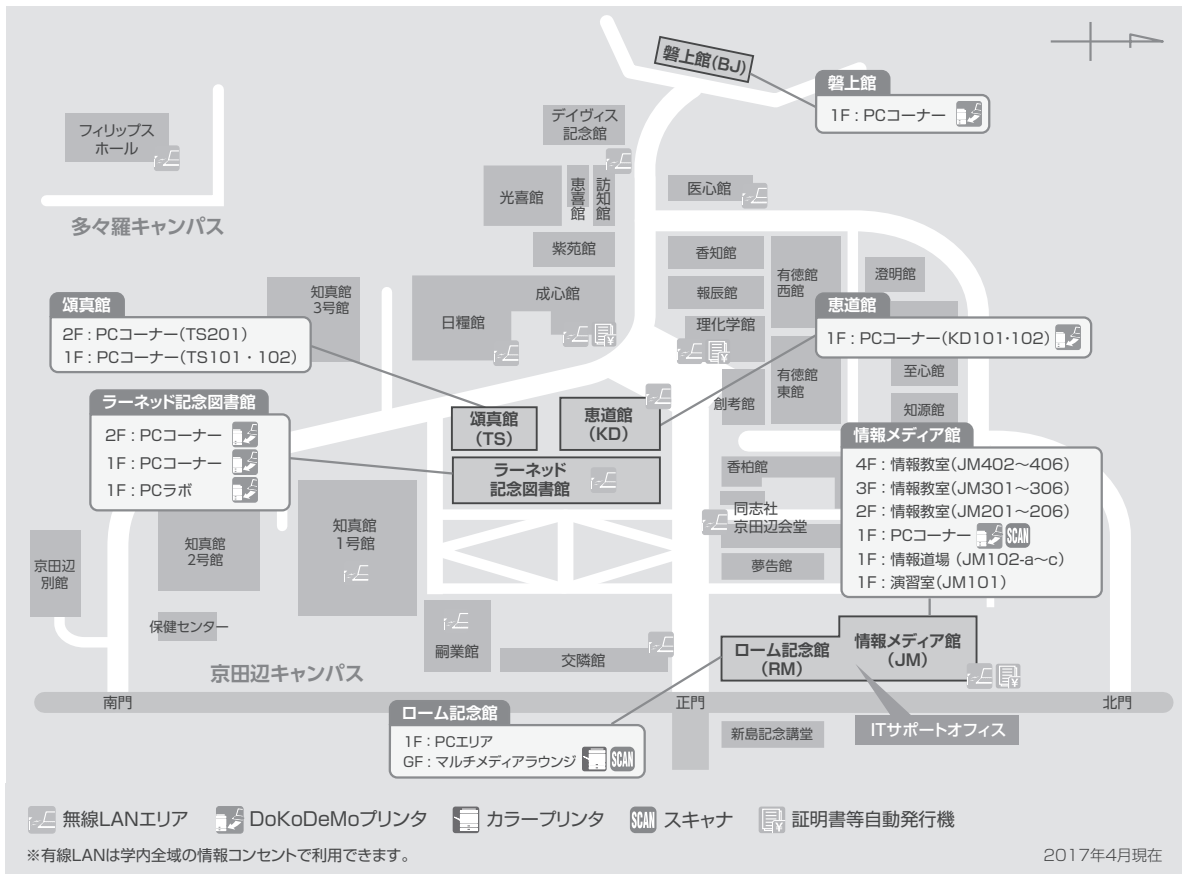 磐上館(BJ)
磐上館
1F：PCコーナー
デイヴィス
記念館
フィリップス
ホール
光喜館
恵喜館
訪知館
医心館
多々羅キャンパス
紫苑館
香知館
有徳館
西館
澄明館
知真館
3号館
成心館
報辰館
日糧館
理化学館
頌真館
2F：PCコーナー(TS201)
1F：PCコーナー(TS101・102)
恵道館
1F：PCコーナー(KD101･102)
有徳館
東館
至心館
創考館
知源館
ラーネッド記念図書館
2F：PCコーナー
1F：PCコーナー
1F：PCラボ
頌真館
(TS)
恵道館
(KD)
ラーネッド
記念図書館
情報メディア館
4F：情報教室(JM402～406)
3F：情報教室(JM301～306)
2F：情報教室(JM201～206)
1F：PCコーナー SCAN
1F：情報道場 (JM102-a～c)
1F：演習室(JM101)
香柏館
同志社
京田辺会堂
夢告館
知真館
1号館
知真館
2号館
京田辺
別館
保健センター
嗣業館
交隣館
京田辺キャンパス
ローム記念館
(RM)
情報メディア館
(JM)
南門
正門
北門
ローム記念館
1F：PCエリア
GF：マルチメディアラウンジ SCAN
新島記念講堂
ITサポートオフィス
無線LANエリア
DoKoDeMoプリンタ
カラープリンタ
SCAN スキャナ
証明書等自動発行機
※有線LANは学内全域の情報コンセントで利用できます。
2017年4月現在